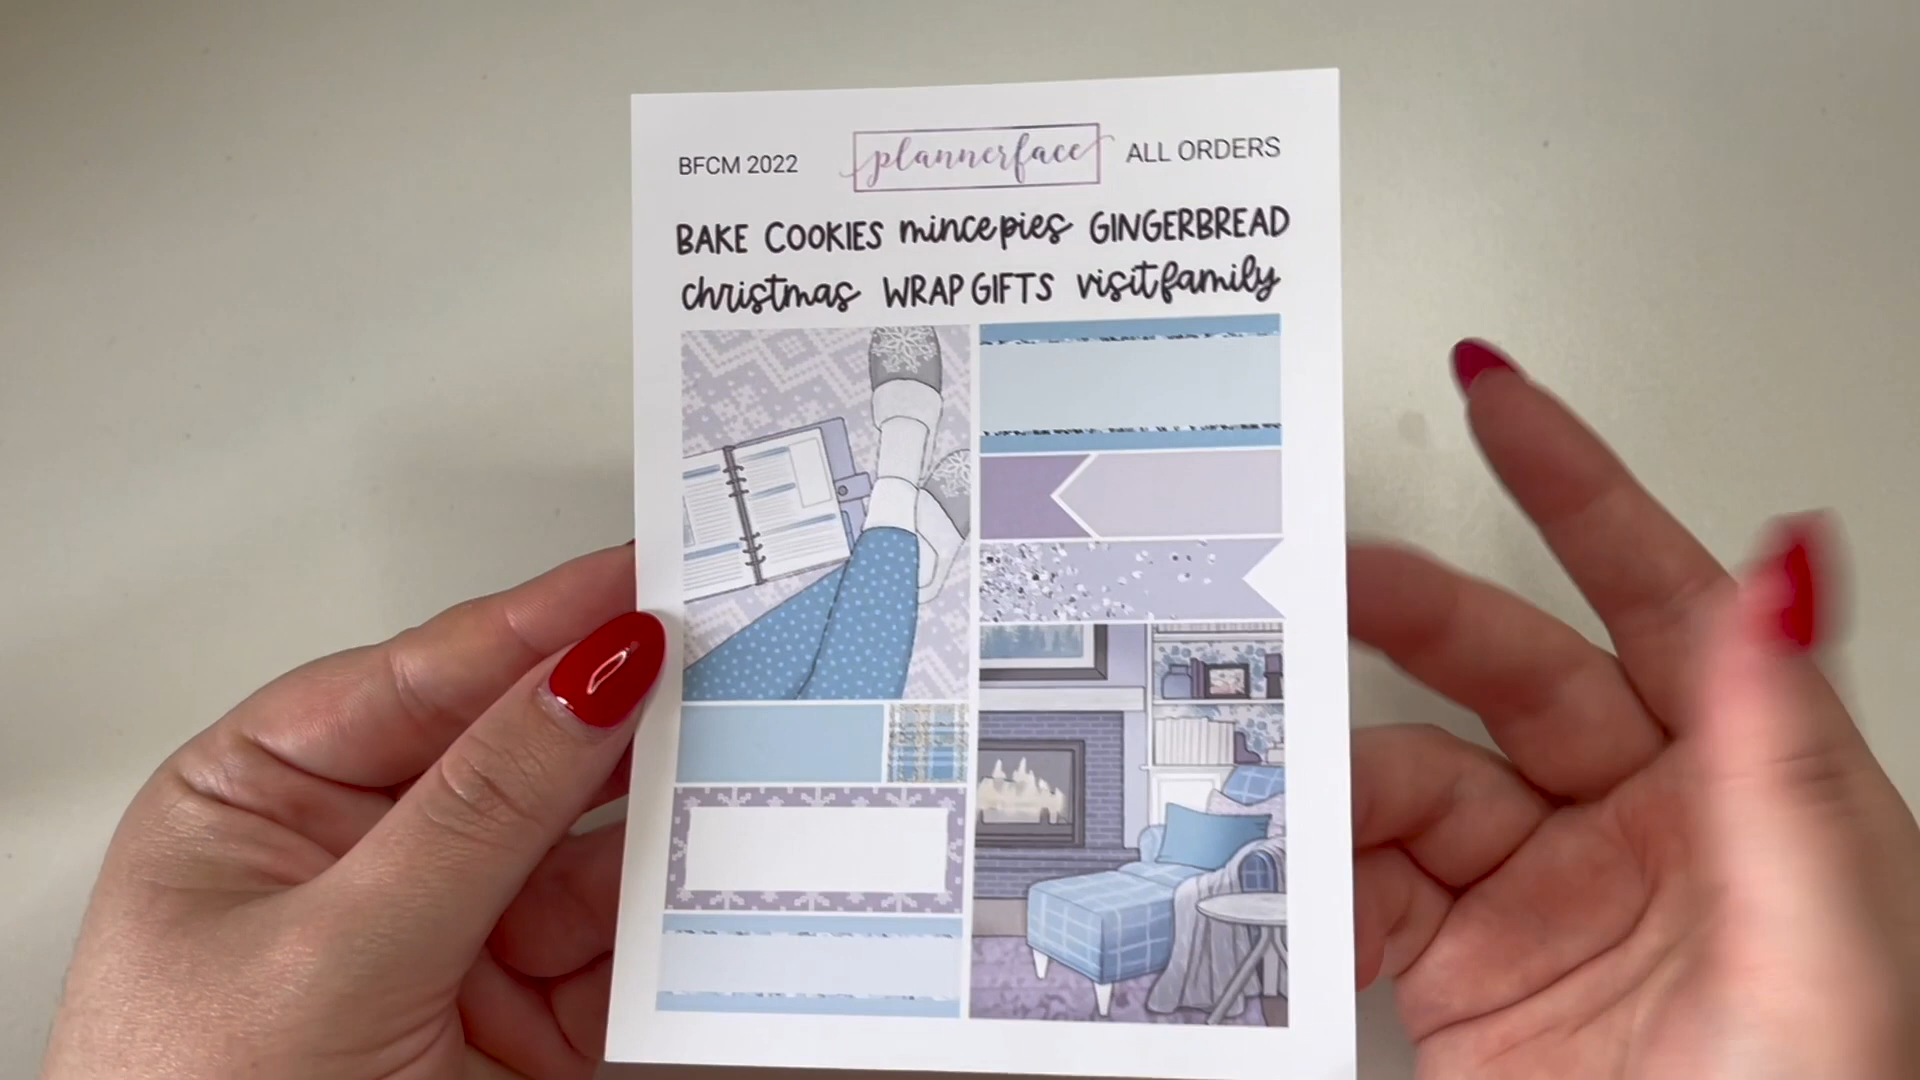 BFCM 2022 plannerface ALL ORDERS
BAKE COOKIES mince pies GINGERBREAD
christmas WRAP GIFTS visit family